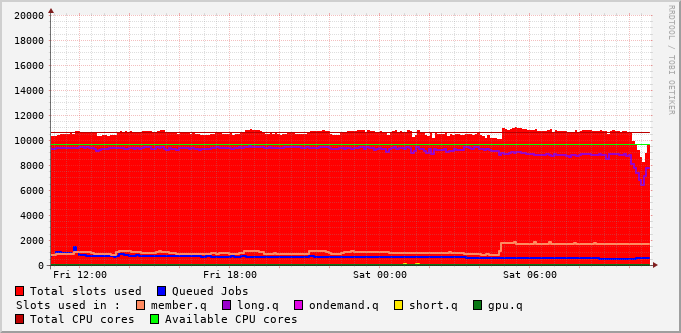 20000
18000
16000
14000
12000
10000
8000
6000
4000
2000
0
Fri 12:00 Fri 18:00 Sat 00:00 Sat 06:00
RRDTOOL / TOBI OETIKER
Total slots used Queued Jobs
Slots used in : member.q long.q ondemand.q short.q gpu.q
Total CPU cores Available CPU cores